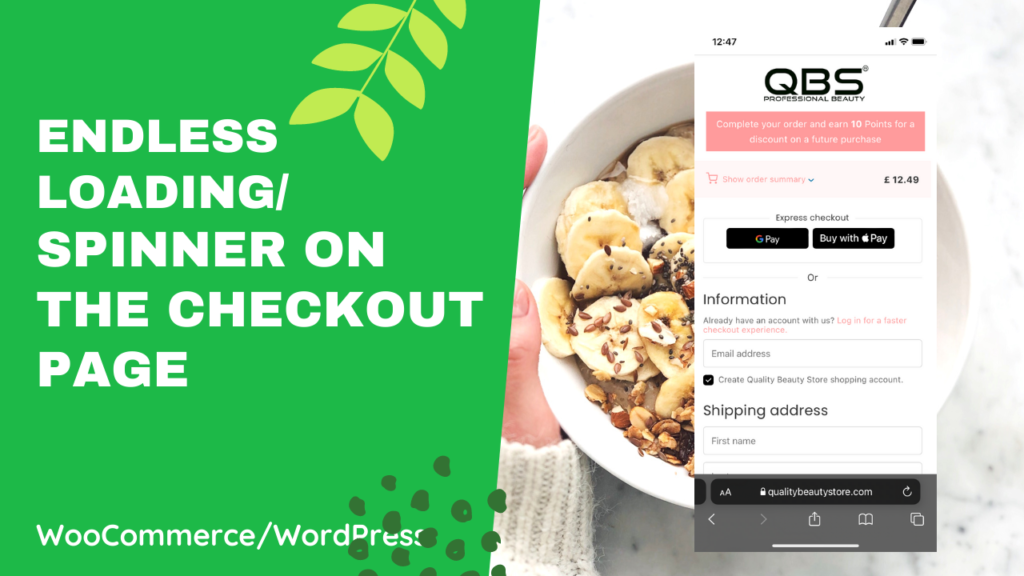 ENDLESS
LOADING/
SPINNER ON
THE CHECKOUT
PAGE
WooCommerce/WordPress
12:47
QBS®
PROFESSIONAL BEAUTY
Complete your order and earn 10 Points for a
discount on a future purchase
Show order summary
£ 12.49
Express checkout
G Pay
Buy with Pay
Or
Information
Already have an account with us? Log in for a faster
checkout experience.
Email address
Create Quality Beauty Store shopping account.
Shipping address
First name
AA
qualitybeautystore.com